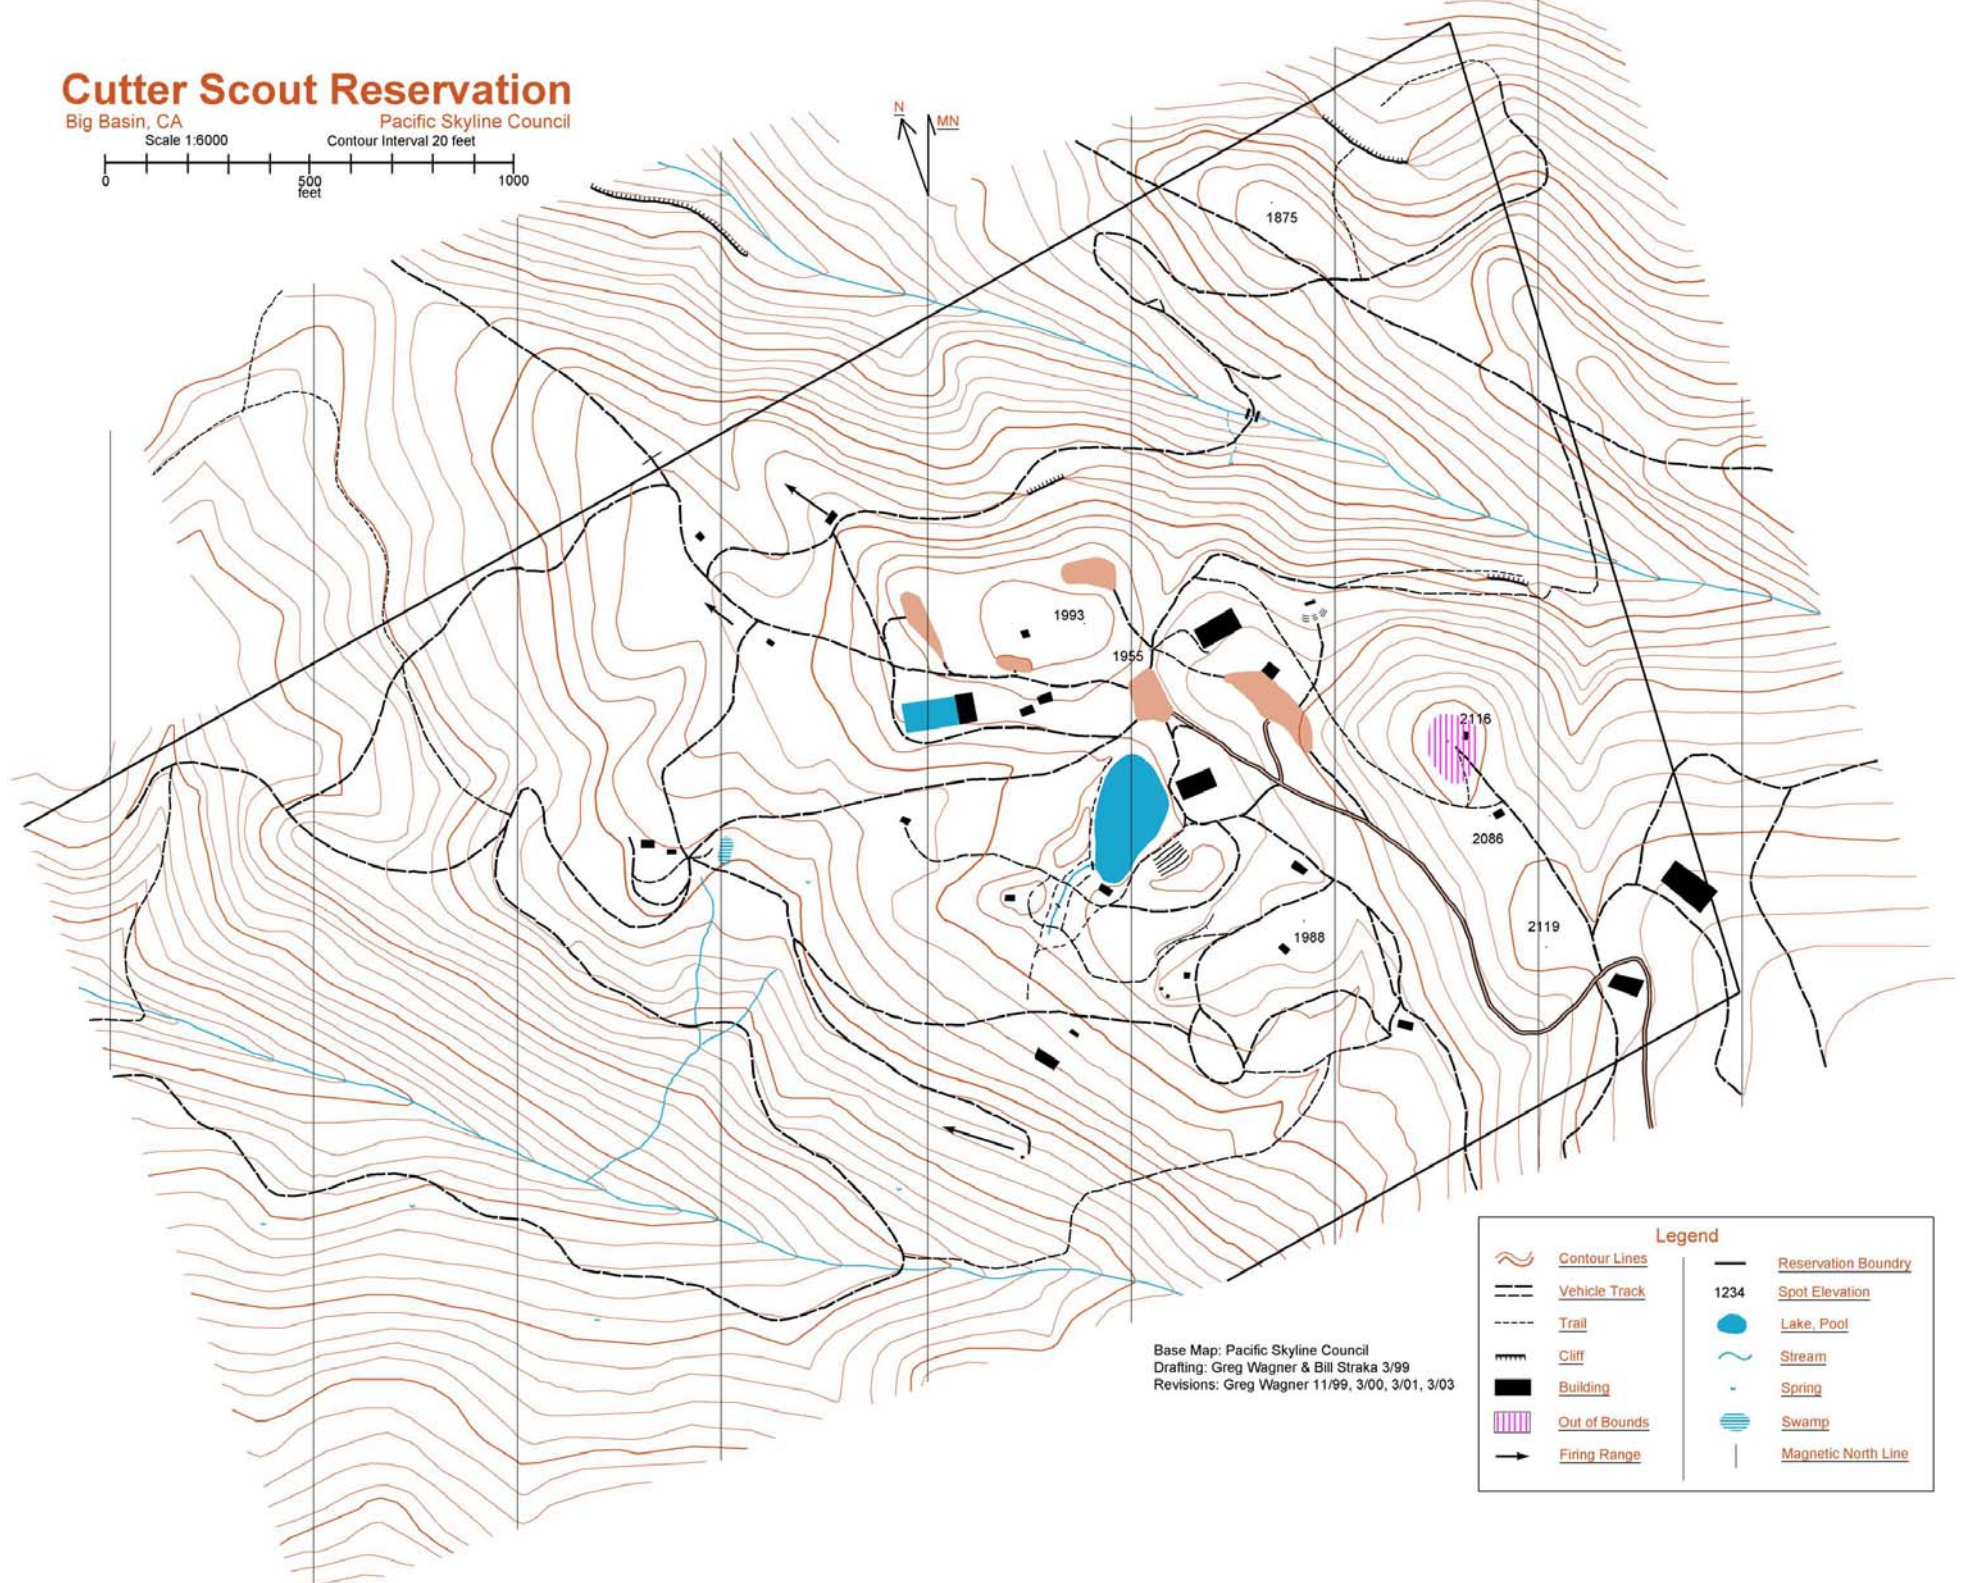 Cutter Scout Reservation
Big Basin, CA
Pacific Skyline Council
Scale 1:6000
Contour Interval 20 feet
0
500
1000
feet
N
MN
1875
1993
1955
2116
2086
2119
1988
Base Map: Pacific Skyline Council
Drafting: Greg Wagner & Bill Straka 3/99
Revisions: Greg Wagner 11/99, 3/00, 3/01, 3/03
Legend
Contour Lines
Vehicle Track
Trail
Cliff
Building
Out of Bounds
Firing Range
Reservation Boundry
1234 Spot Elevation
Lake, Pool
Stream
Spring
Swamp
Magnetic North Line